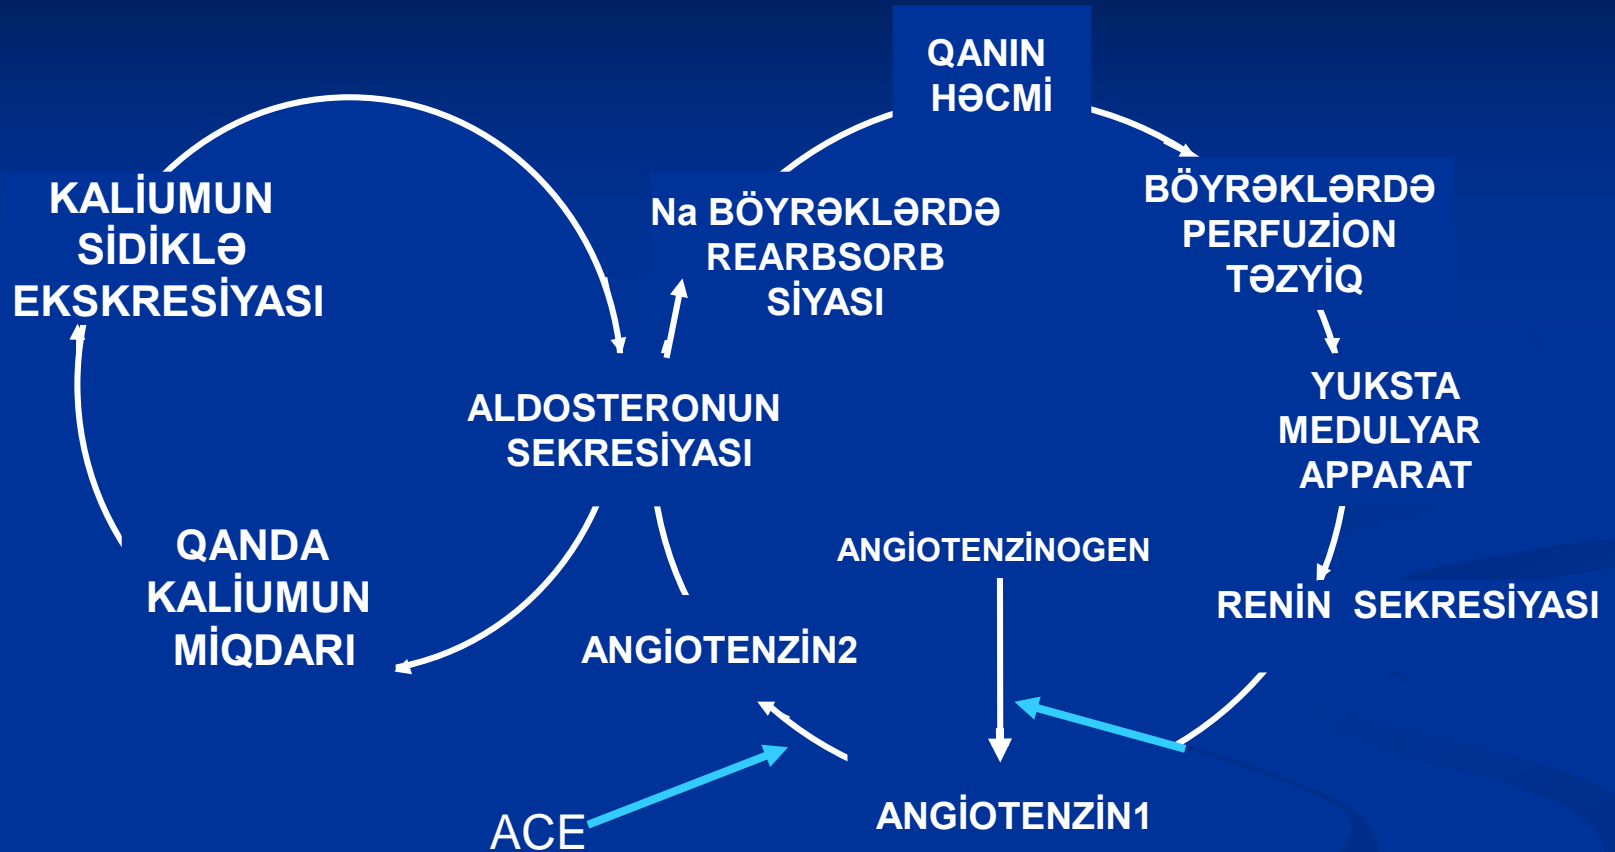 QANIN
HƏCMİ
KALİUMUN
SİDİKLƏ
EKSKRESİYASI
Na BÖYRƏKLƏRDƏ
REARBSORB
SİYASI
BÖYRƏKLƏRDƏ
PERFUZİON
TƏZYİQ
ALDOSTERONUN
SEKRESİYASI
YUKSTA
MEDULYAR
APPARAT
QANDA
KALİUMUN
MİQDARI
ANGİOTENZİNOGEN
RENİN SEKRESİYASI
ANGİOTENZİN2
ANGİOTENZİN1
ACE